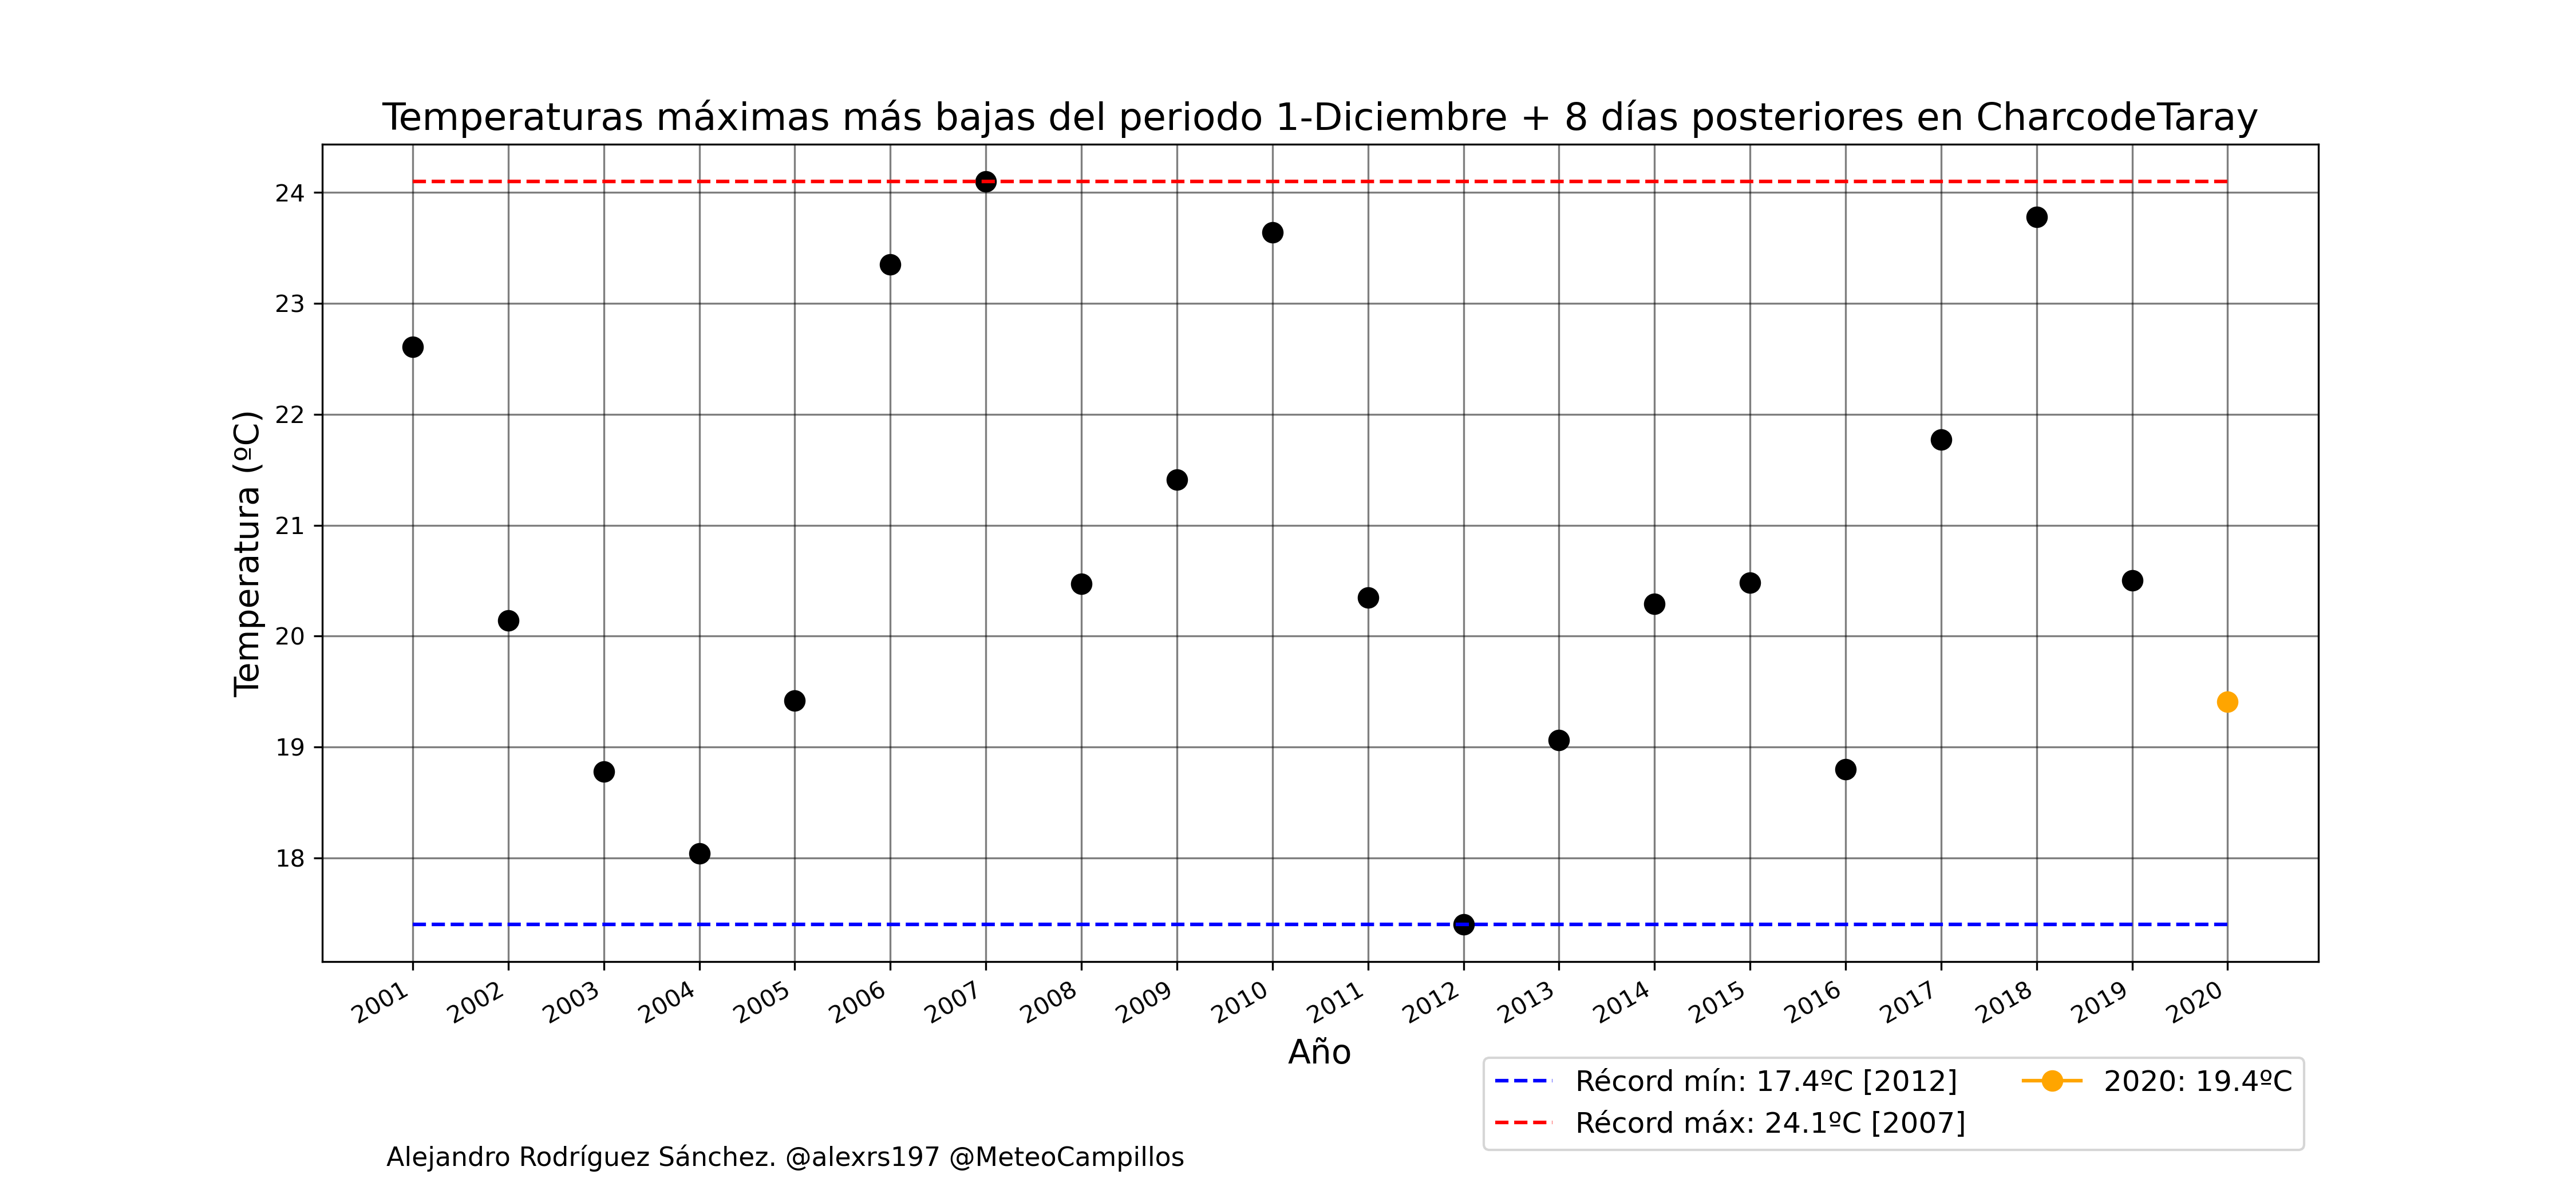 Temperaturas máximas más bajas del periodo 1-Diciembre + 8 días posteriores en CharcodeTaray
Temperatura (ºC)
24
23
22
21
20
19
18
2001 2002 2003 2004 2005 2006 2007 2008 2009 2010 2011 2012 2013 2014 2015 2016 2017 2018 2019 2020
Año
Récord mín: 17.4ºC [2012]
Récord máx: 24.1ºC [2007]
2020: 19.4ºC
Alejandro Rodríguez Sánchez. @alexrs197 @MeteoCampillos